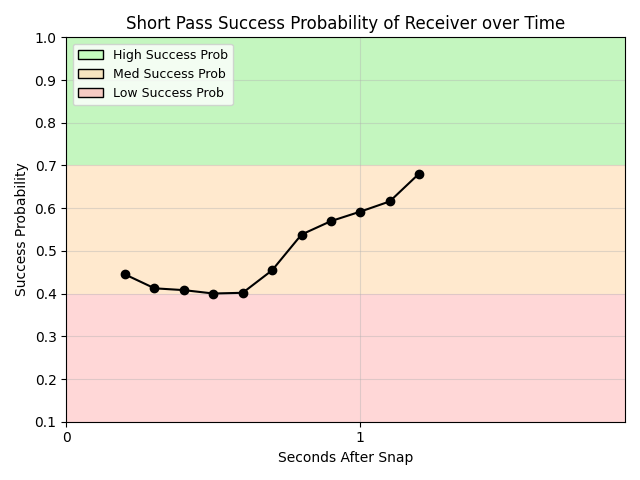 Short Pass Success Probability of Receiver over Time
1.0
0.9
0.8
0.7
0.6
0.5
0.4
0.3
0.2
0.1
Success Probability
High Success Prob
Med Success Prob
Low Success Prob
0 1
Seconds After Snap